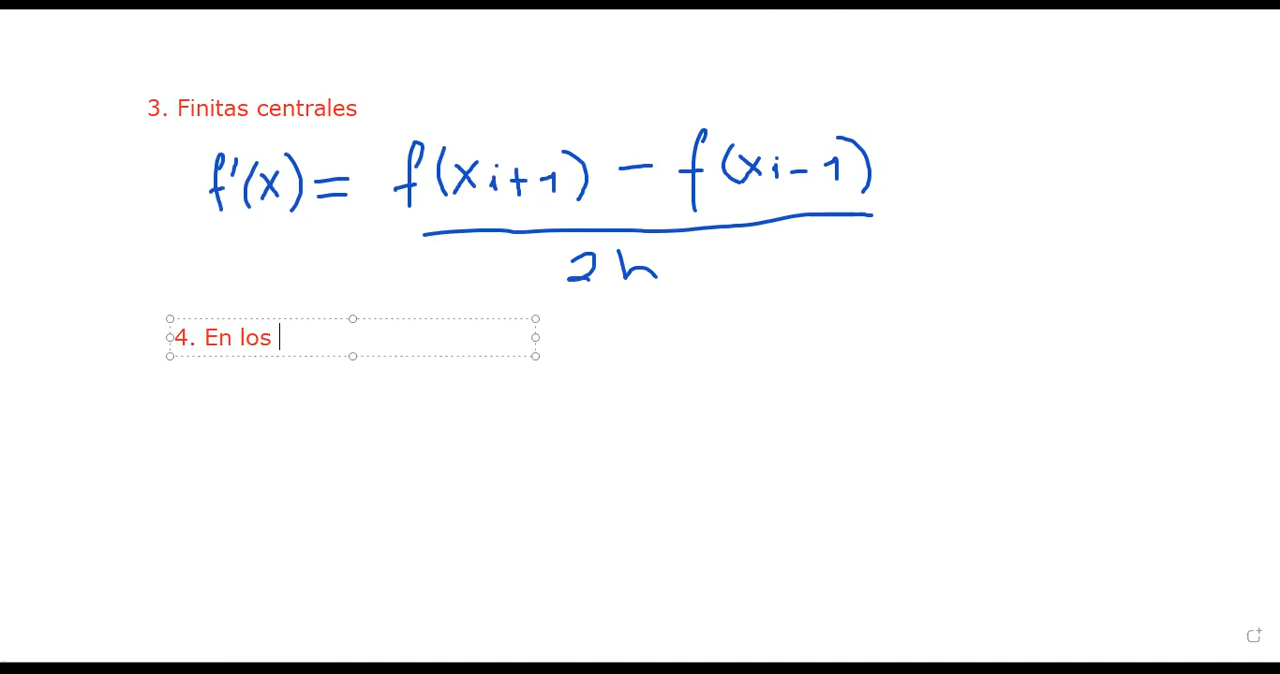 3. Finitas centrales
f'(x) = f(xi+1) - f(xi-1)
2h
4. En los